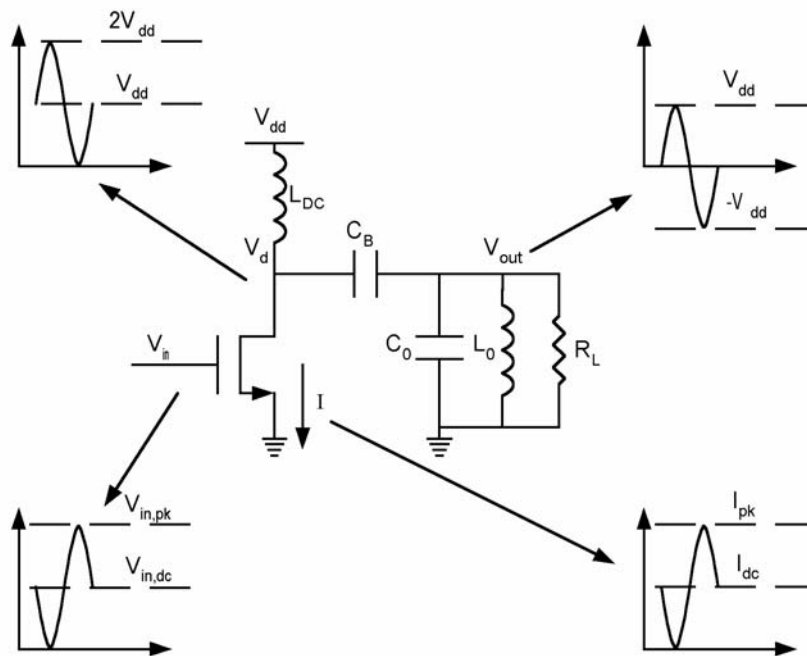 2V_dd
V_dd
V_dd
L_DC
V_d
C_B
V_out
V_in
C_0
L_0
R_L
I
V_dd
-V_dd
V_in,pk
V_in,dc
I_pk
I_dc